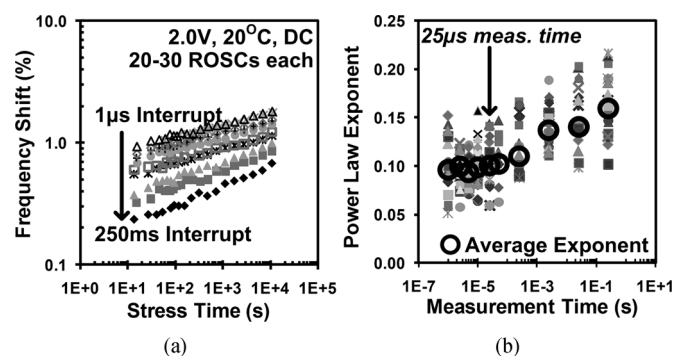 2.0V, 20°C, DC
20-30 ROSCs each
1μs Interrupt
250ms Interrupt
Frequency Shift (%)
10.0
1.0
0.1
1E+0 1E+1 1E+2 1E+3 1E+4 1E+5
Stress Time (s)
(a)
25μs meas. time
Average Exponent
Power Law Exponent
0.25
0.20
0.15
0.10
0.05
0.00
1E-7 1E-5 1E-3 1E-1 1E+1
Measurement Time (s)
(b)